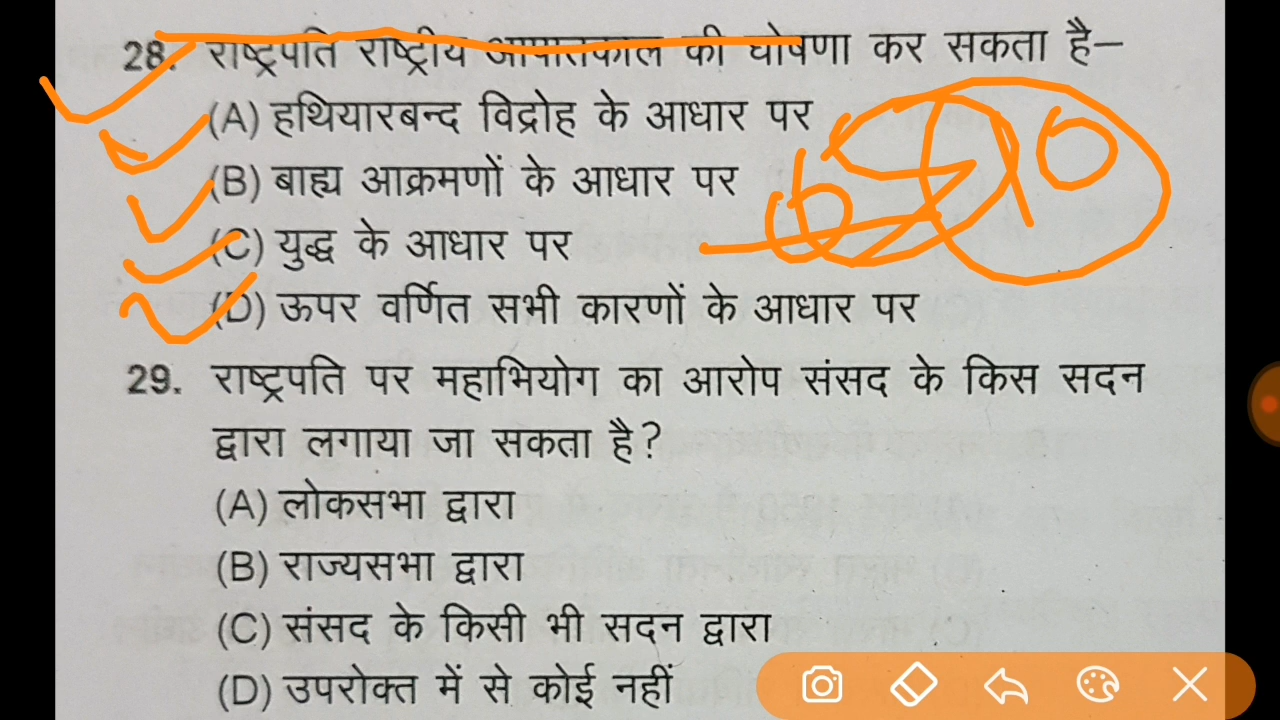 28. राष्ट्रपति राष्ट्रीय आपातकाल की घोषणा कर सकता है–
(A) हथियारबन्द विद्रोह के आधार पर
(B) बाह्य आक्रमणों के आधार पर
(C) युद्ध के आधार पर
(D) ऊपर वर्णित सभी कारणों के आधार पर
29. राष्ट्रपति पर महाभियोग का आरोप संसद के किस सदन
द्वारा लगाया जा सकता है?
(A) लोकसभा द्वारा
(B) राज्यसभा द्वारा
(C) संसद के किसी भी सदन द्वारा
(D) उपरोक्त में से कोई नहीं